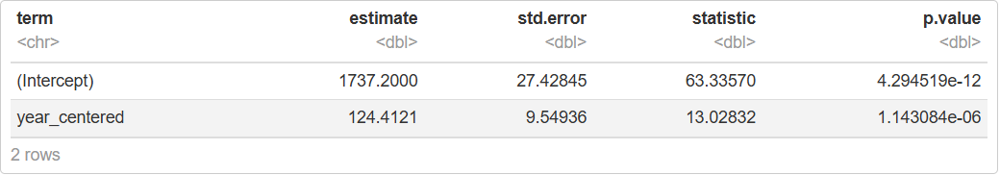 term estimate std.error statistic p.value
<chr> <dbl> <dbl> <dbl> <dbl>
(Intercept) 1737.2000 27.42845 63.33570 4.294519e-12
year_centered 124.4121 9.54936 13.02832 1.143084e-06
2 rows